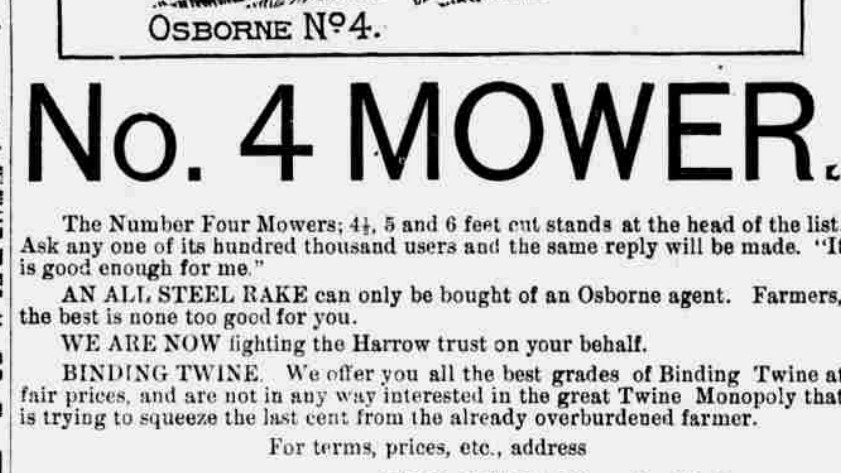 OSBORNE Nº4.
No. 4 MOWER.
The Number Four Mowers; 4½, 5 and 6 feet cut stands at the head of the list.
Ask any one of its hundred thousand users and the same reply will be made. "It
is good enough for me."
AN ALL STEEL RAKE can only be bought of an Osborne agent. Farmers,
the best is none too good for you.
WE ARE NOW fighting the Harrow trust on your behalf.
BINDING TWINE. We offer you all the best grades of Binding Twine at
fair prices, and are not in any way interested in the great Twine Monopoly that
is trying to squeeze the last cent from the already overburdened farmer.
For terms, prices, etc., address